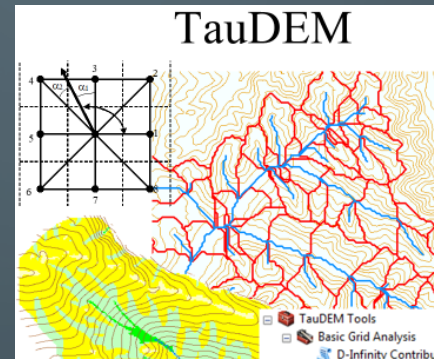 TauDEM
4
3
2
α2
α1
5
1
6
7
8
TauDEM Tools
Basic Grid Analysis
D-Infinity Contribu